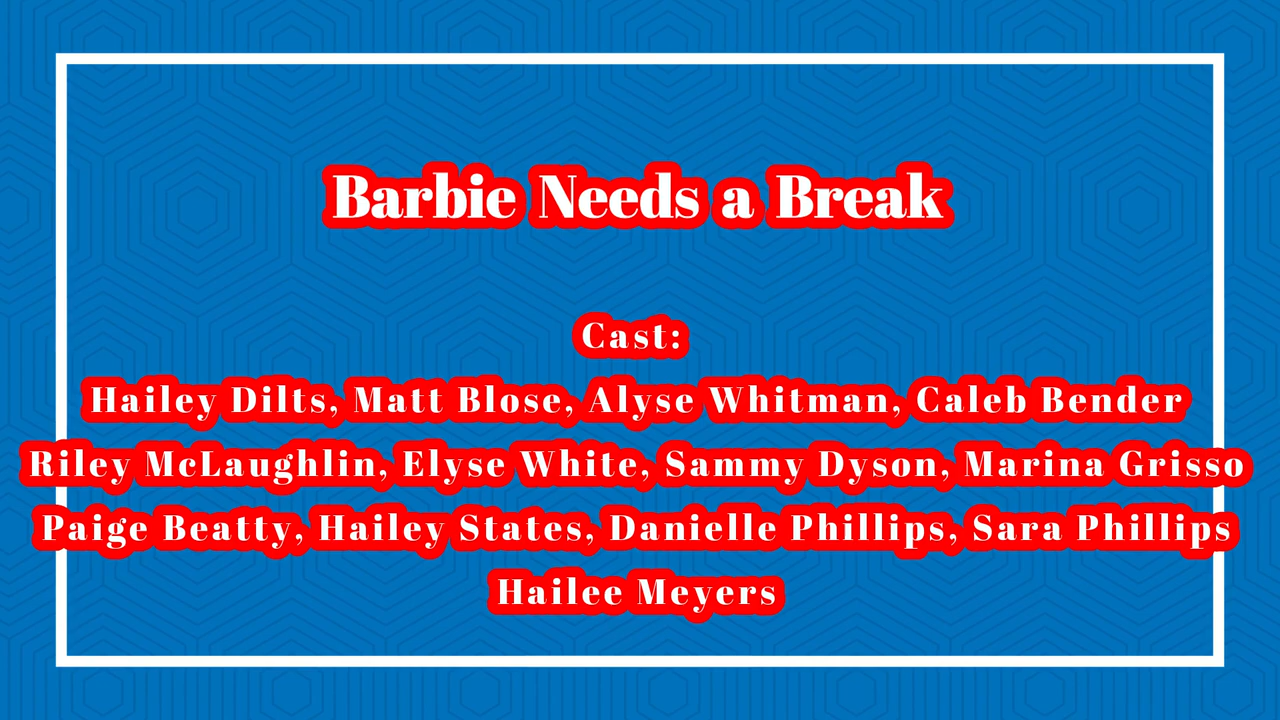 Barbie Needs a Break
Cast:
Hailey Dilts, Matt Blose, Alyse Whitman, Caleb Bender
Riley McLaughlin, Elyse White, Sammy Dyson, Marina Grisso
Paige Beatty, Hailey States, Danielle Phillips, Sara Phillips
Hailee Meyers